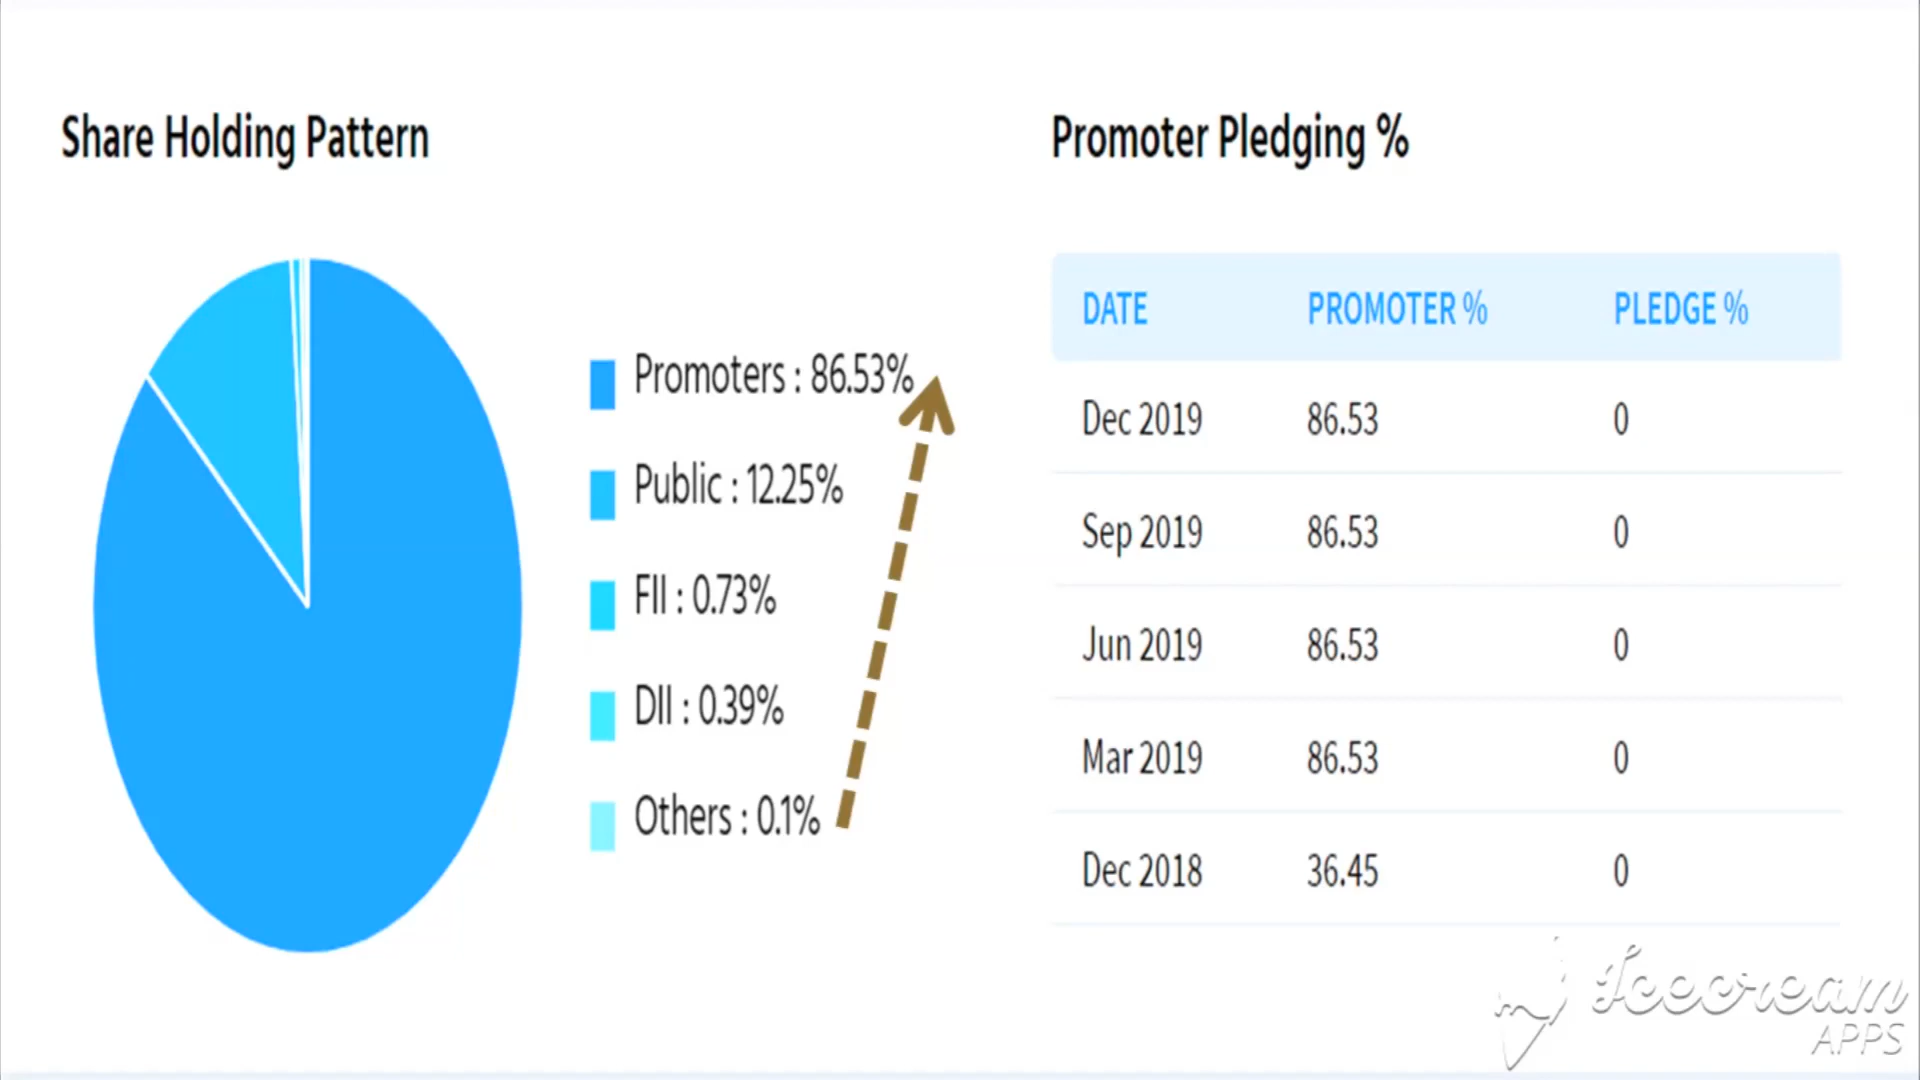 Share Holding Pattern
Promoters : 86.53%
Public : 12.25%
FII : 0.73%
DII : 0.39%
Others : 0.1%
Promoter Pledging %
DATE PROMOTER % PLEDGE %
Dec 2019 86.53 0
Sep 2019 86.53 0
Jun 2019 86.53 0
Mar 2019 86.53 0
Dec 2018 36.45 0
Icecream
APPS